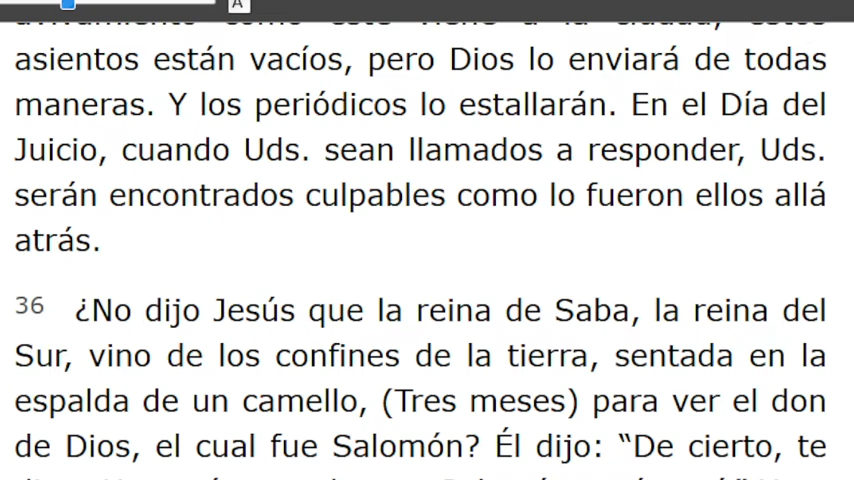 A
asientos están vacíos, pero Dios lo enviará de todas
maneras. Y los periódicos lo estallarán. En el Día del
Juicio, cuando Uds. sean llamados a responder, Uds.
serán encontrados culpables como lo fueron ellos allá
atrás.
36 ¿No dijo Jesús que la reina de Saba, la reina del
Sur, vino de los confines de la tierra, sentada en la
espalda de un camello, (Tres meses) para ver el don
de Dios, el cual fue Salomón? Él dijo: “De cierto, te